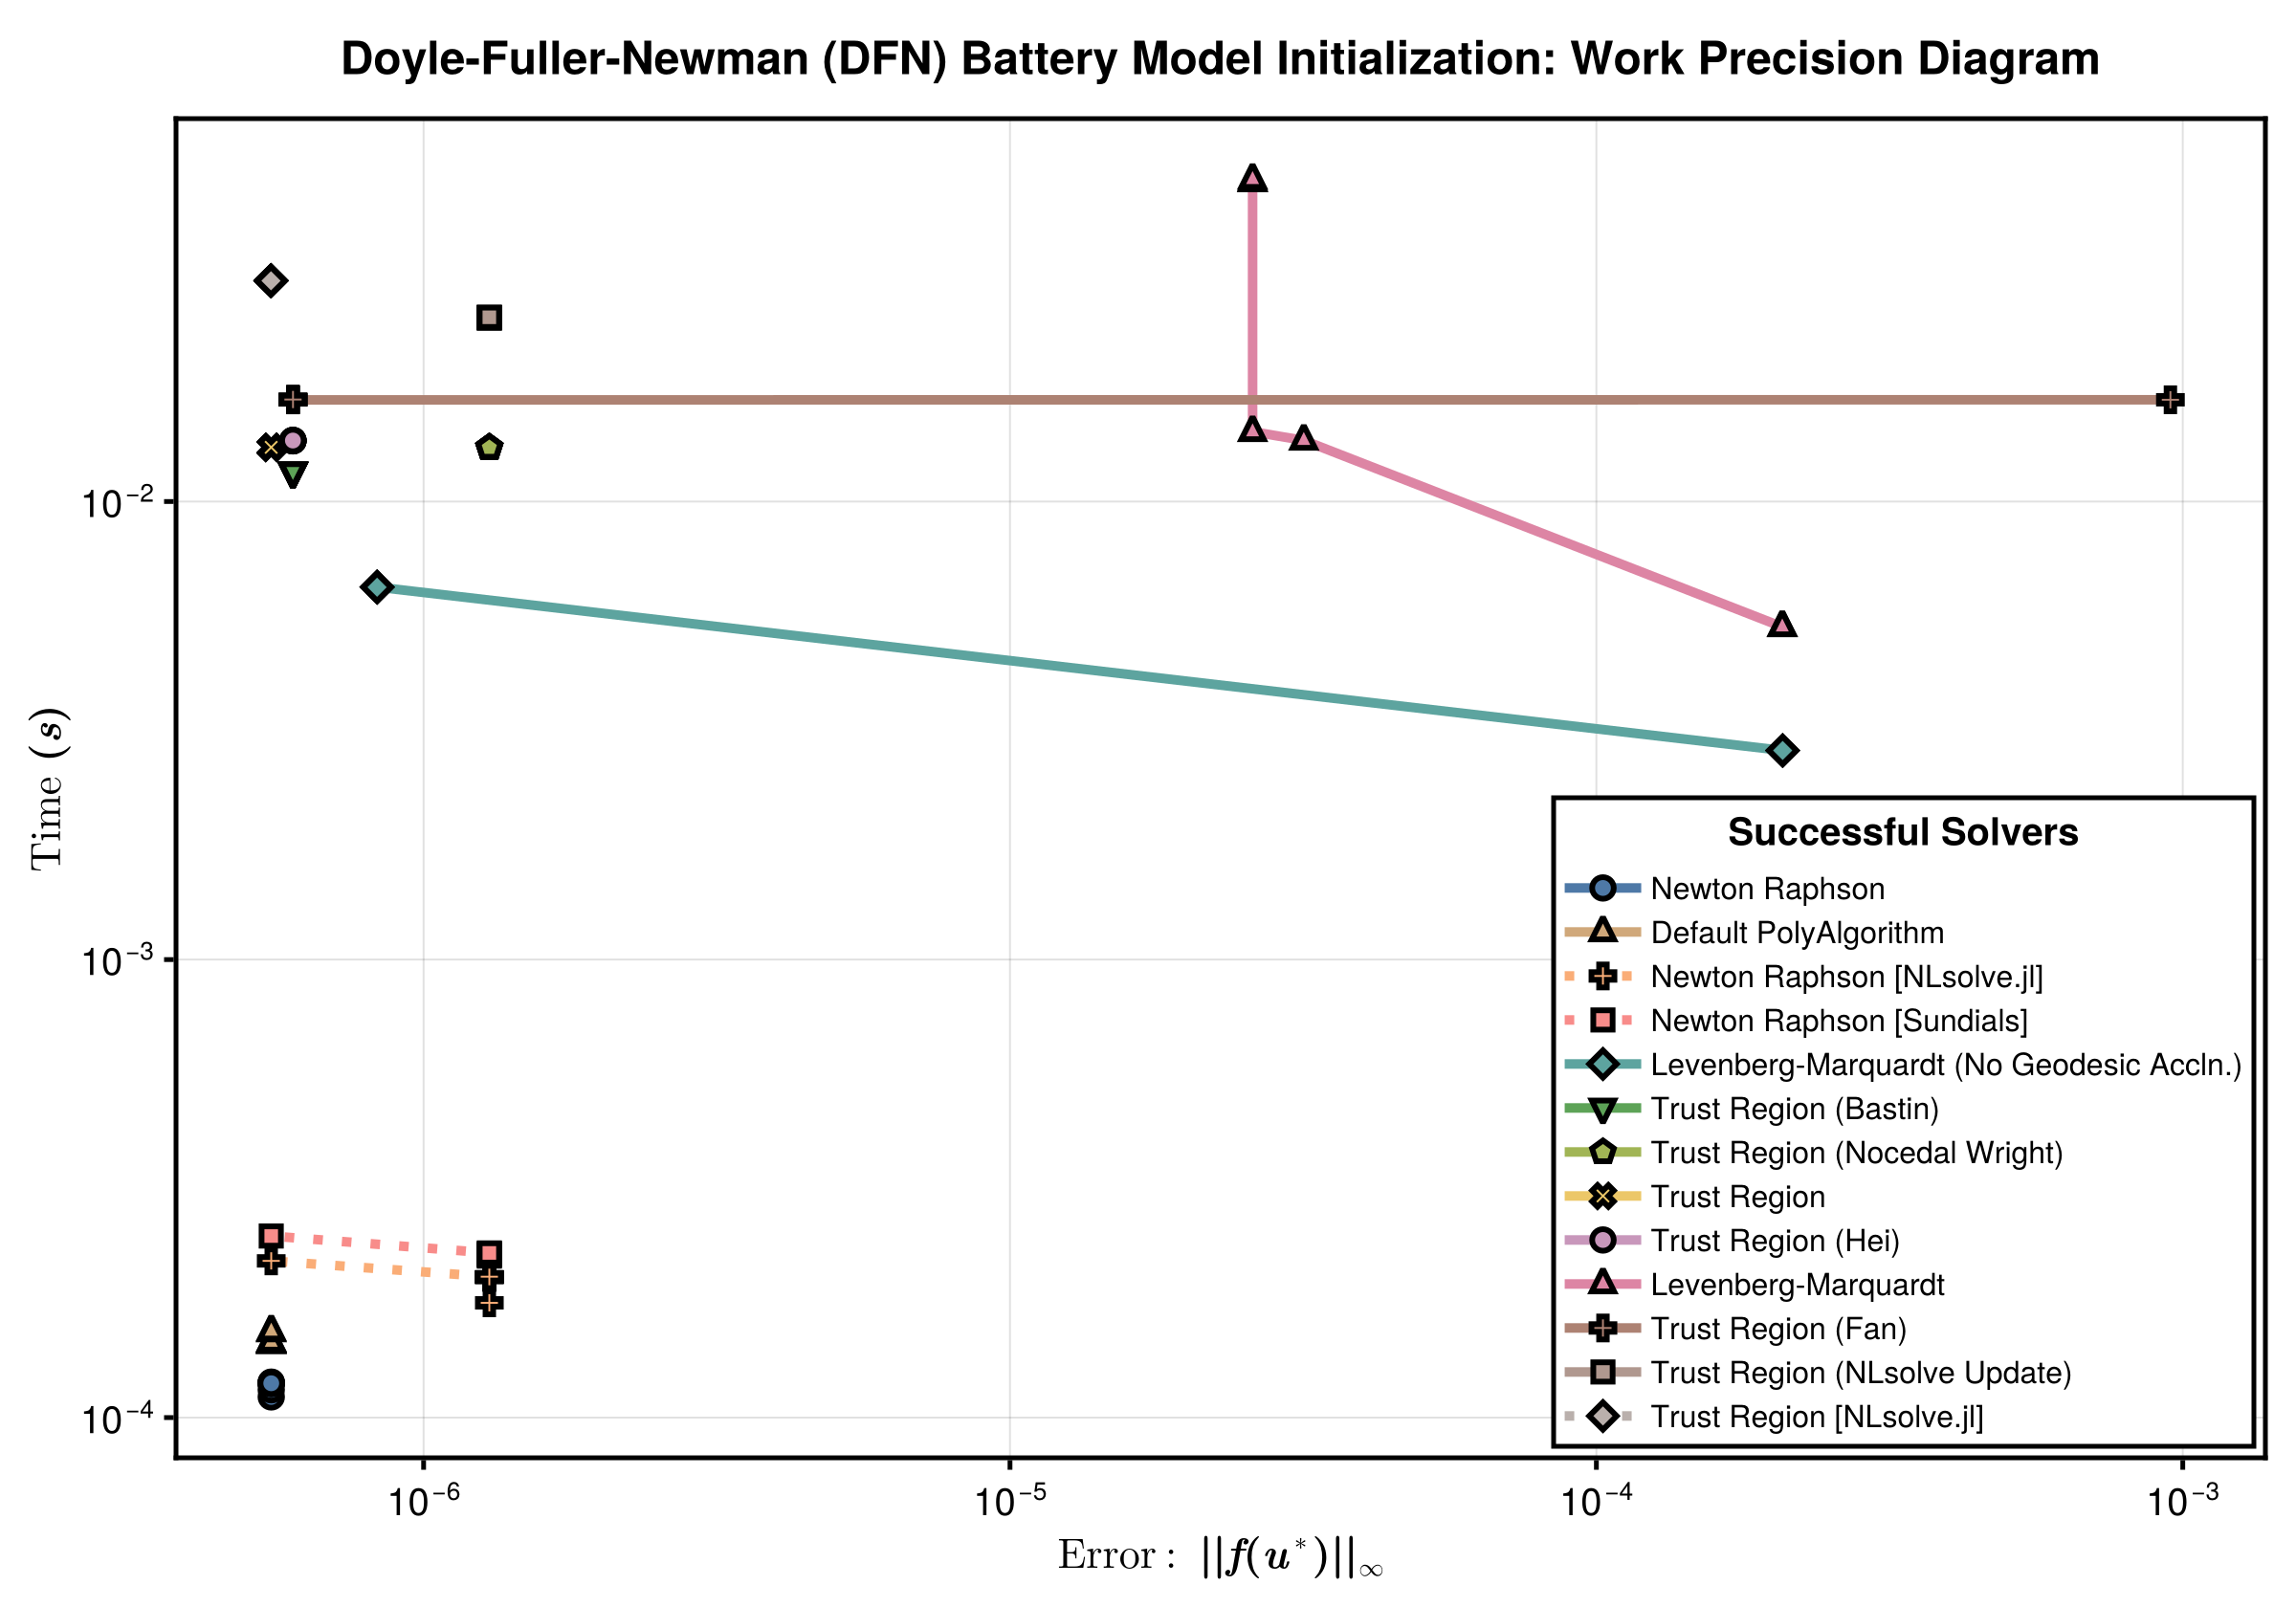 Doyle-Fuller-Newman (DFN) Battery Model Initialization: Work Precision Diagram
Time (s)
10⁻²
10⁻³
10⁻⁴
Successful Solvers
Newton Raphson
Default PolyAlgorithm
Newton Raphson [NLsolve.jl]
Newton Raphson [Sundials]
Levenberg-Marquardt (No Geodesic Accln.)
Trust Region (Bastin)
Trust Region (Nocedal Wright)
Trust Region
Trust Region (Hei)
Levenberg-Marquardt
Trust Region (Fan)
Trust Region (NLsolve Update)
Trust Region [NLsolve.jl]
10⁻⁶ 10⁻⁵ 10⁻⁴ 10⁻³
Error : ||f(u*)||∞